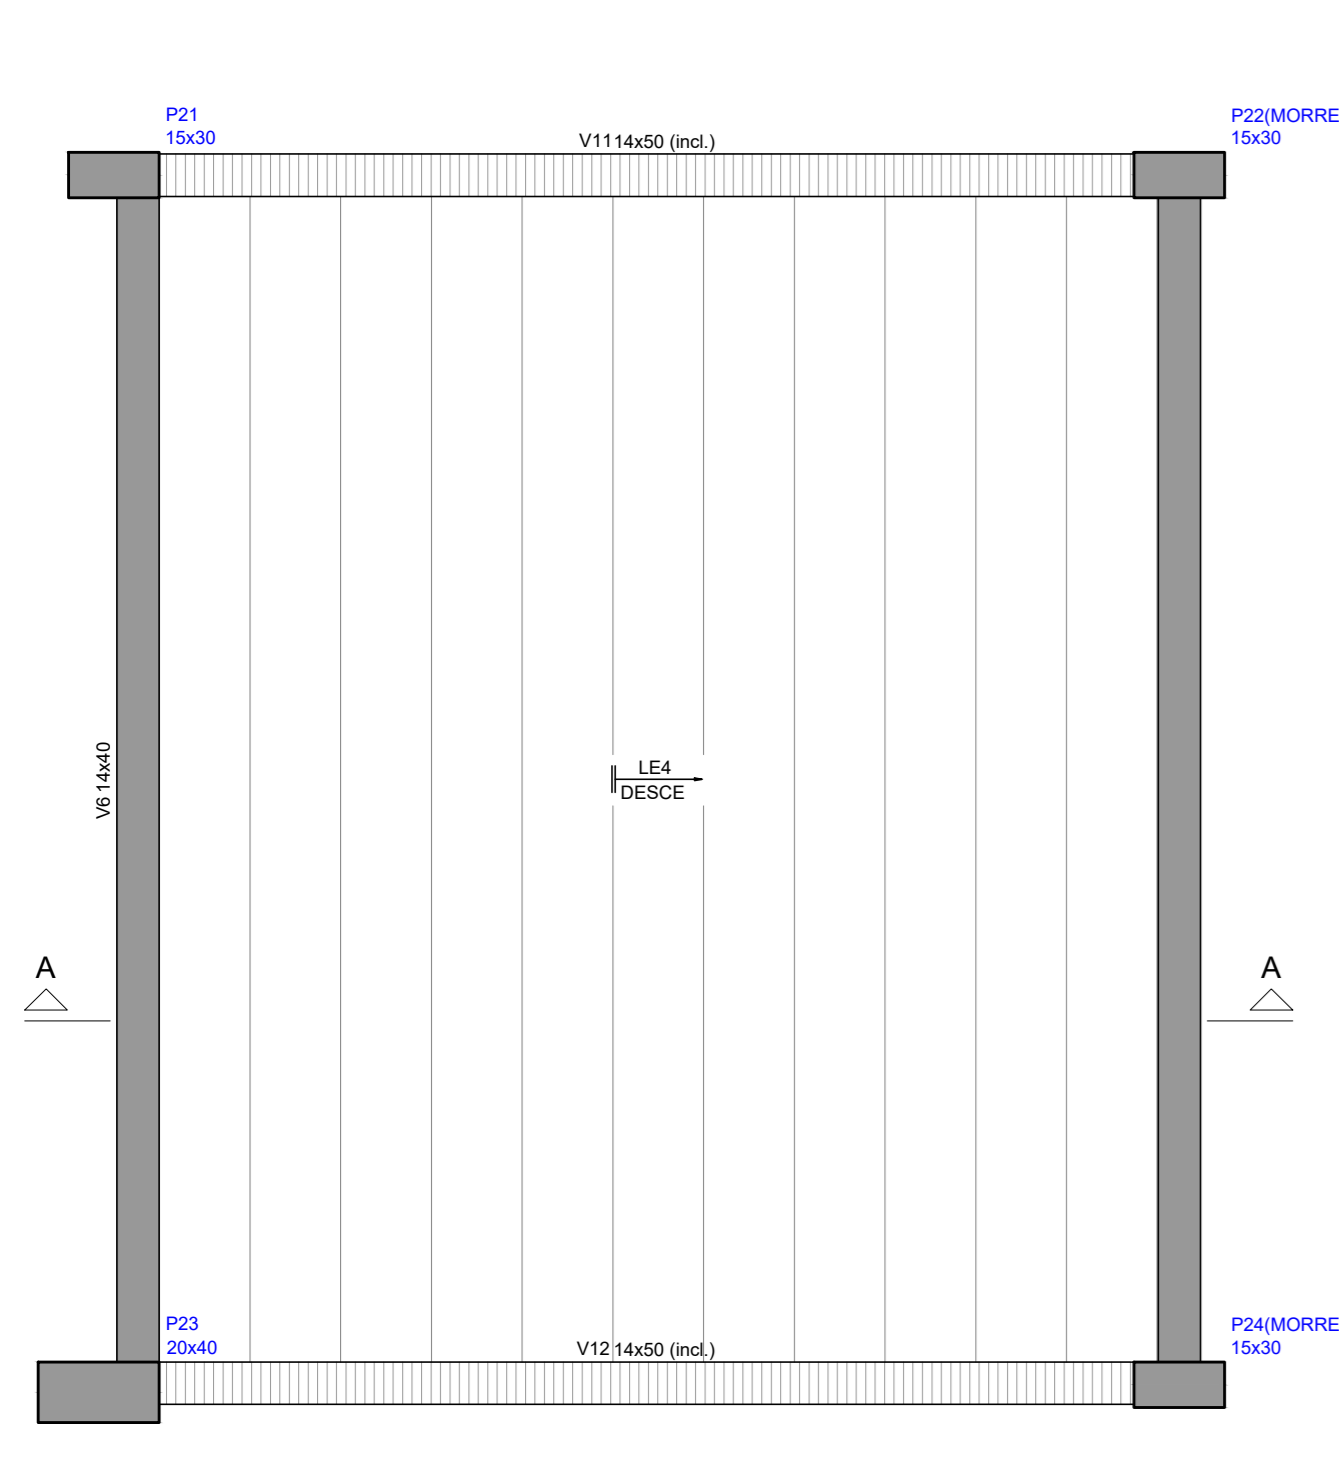 P21
15x30
V11 14x50 (incl.)
P22(MORRE
15x30
V6 14x40
LE4
DESCE
A
A
P23
20x40
V12 14x50 (incl.)
P24(MORRE
15x30